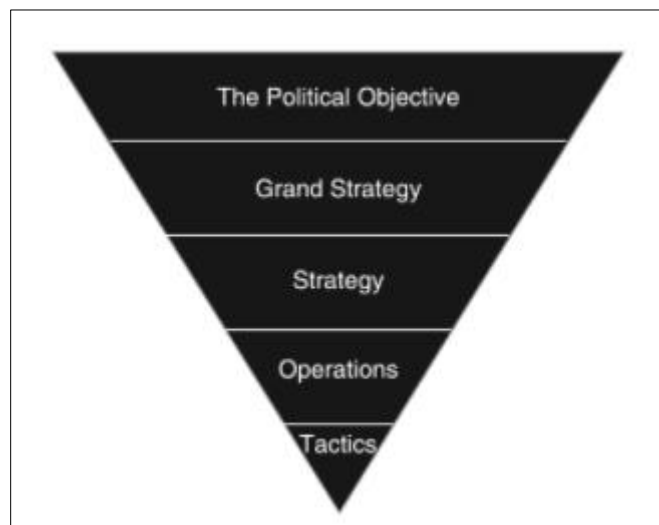 The Political Objective
Grand Strategy
Strategy
Operations
Tactics